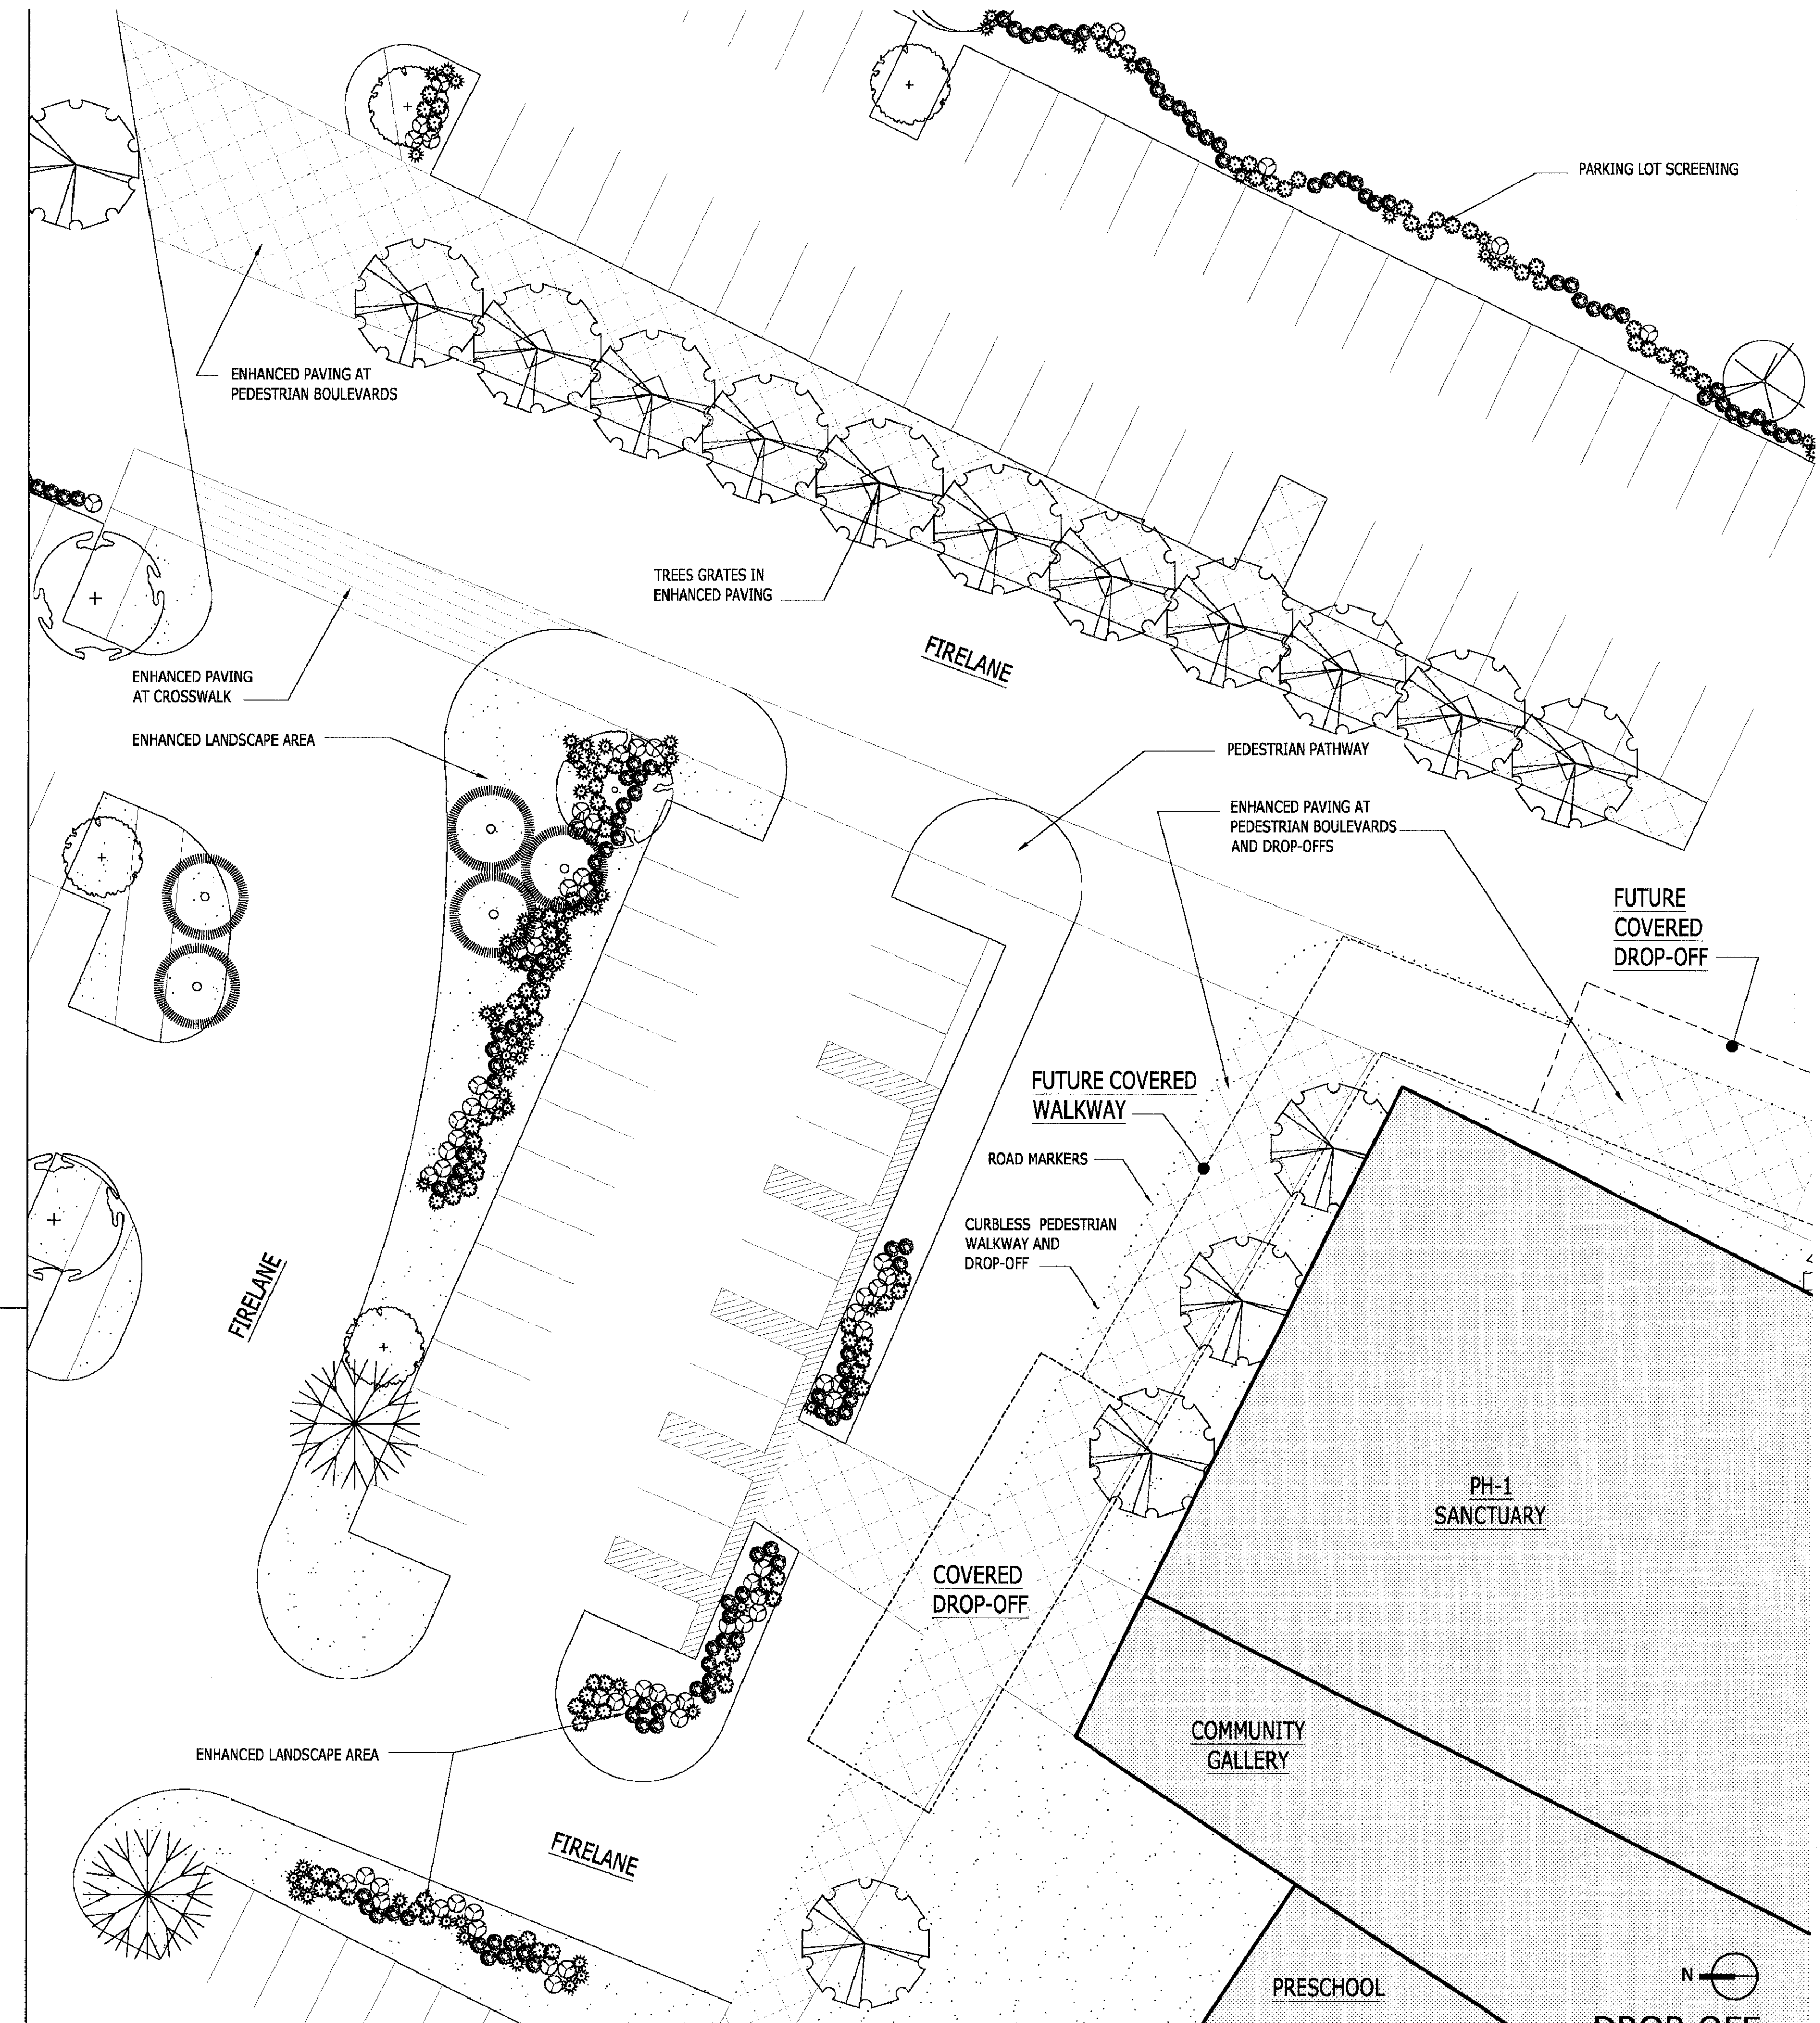 PARKING LOT SCREENING
ENHANCED PAVING AT
PEDESTRIAN BOULEVARDS
TREES GRATES IN
ENHANCED PAVING
FIRELANE
ENHANCED PAVING
AT CROSSWALK
ENHANCED LANDSCAPE AREA
PEDESTRIAN PATHWAY
ENHANCED PAVING AT
PEDESTRIAN BOULEVARDS
AND DROP-OFFS
FUTURE
COVERED
DROP-OFF
FUTURE COVERED
WALKWAY
ROAD MARKERS
CURBLESS PEDESTRIAN
WALKWAY AND
DROP-OFF
FIRELANE
PH-1
SANCTUARY
COVERED
DROP-OFF
COMMUNITY
GALLERY
ENHANCED LANDSCAPE AREA
FIRELANE
PRESCHOOL
N
DROP-OFF